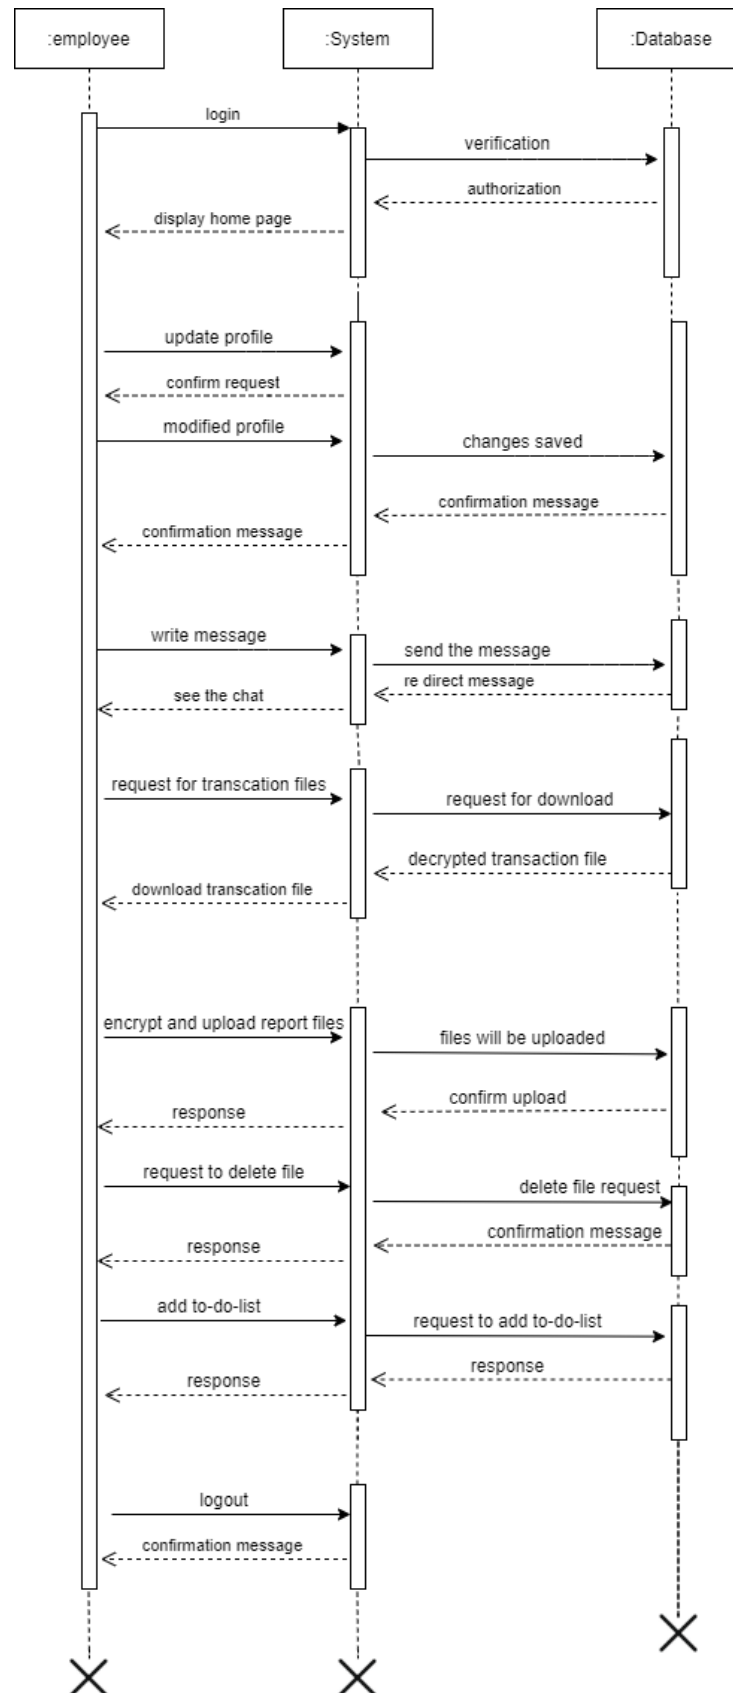 :employee
:System
:Database
login
verification
authorization
display home page
update profile
confirm request
modified profile
changes saved
confirmation message
confirmation message
write message
send the message
re direct message
see the chat
request for transcation files
request for download
decrypted transaction file
download transcation file
encrypt and upload report files
files will be uploaded
confirm upload
response
request to delete file
delete file request
confirmation message
response
add to-do-list
request to add to-do-list
response
response
logout
confirmation message